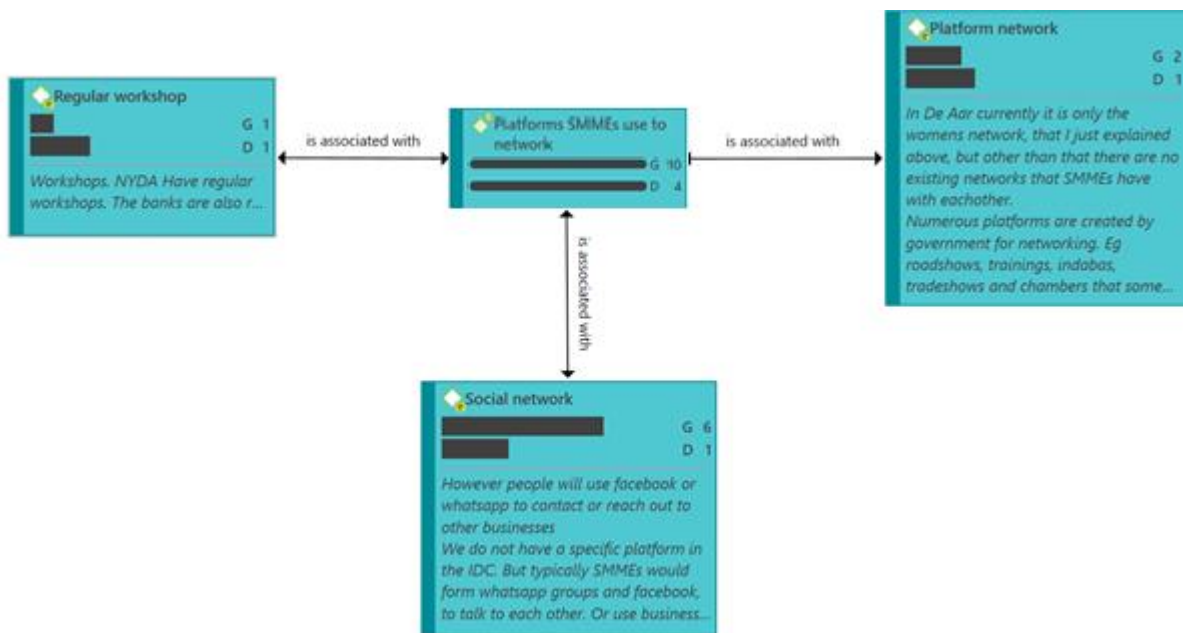 Platform network
G 2
D 1
In De Aar currently it is only the
womens network, that I just explained
above, but other than that there are no
existing networks that SMMEs have
with eachother.
Numerous platforms are created by
government for networking. Eg
roadshows, trainings, indabas,
tradeshows and chambers that some...
Regular workshop
G 1
D 1
Workshops. NYDA Have regular
workshops. The banks are also r...
is associated with
Platforms SMMEs use to
network
G 10
D 4
is associated with
is associated with
Social network
G 6
D 1
However people will use facebook or
whatsapp to contact or reach out to
other businesses
We do not have a specific platform in
the IDC. But typically SMMEs would
form whatsapp groups and facebook,
to talk to each other. Or use business...